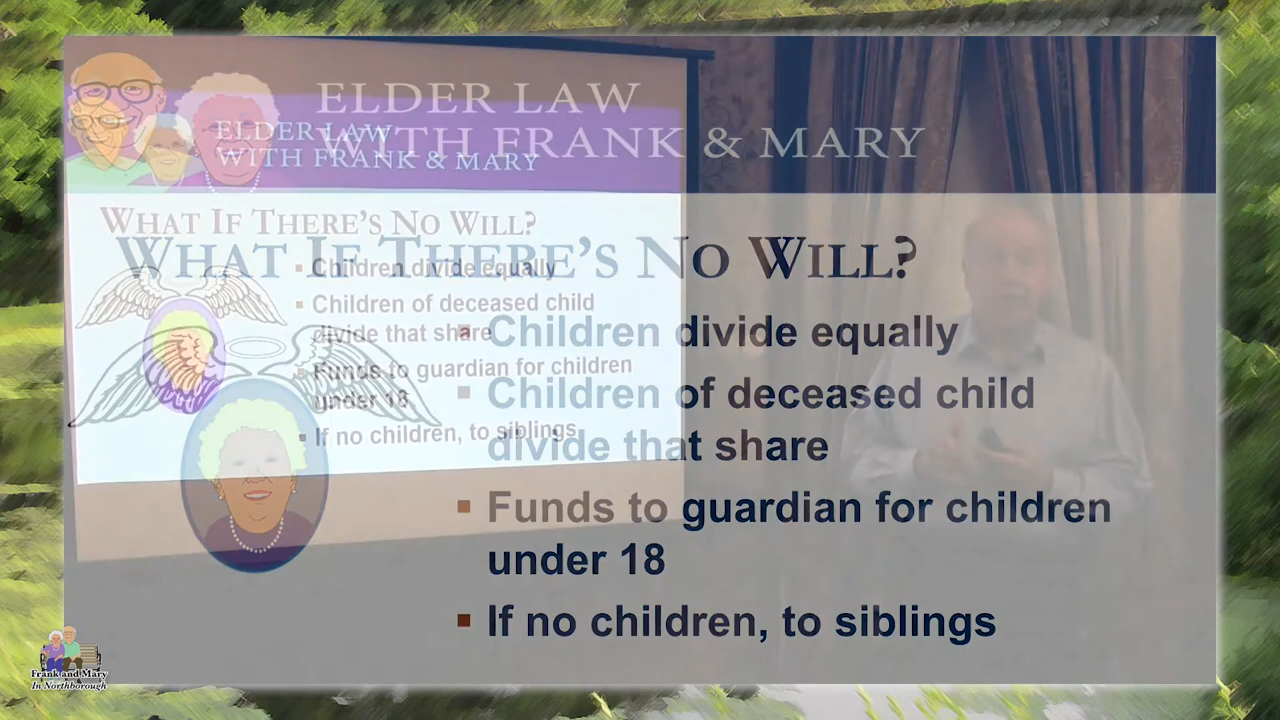 ELDER LAW
WITH FRANK & MARY
ELDER LAW
WITH FRANK & MARY
WHAT IF THERE'S NO WILL?
▪ Children divide equally
▪ Children of deceased child
divide that share
▪ Funds to guardian for children
under 18
▪ If no children, to siblings
WHAT IF THERE'S NO WILL?
▪ Children divide equally
▪ Children of deceased child
divide that share
▪ Funds to guardian for children
under 18
▪ If no children, to siblings
Frank and Mary
In Northborough